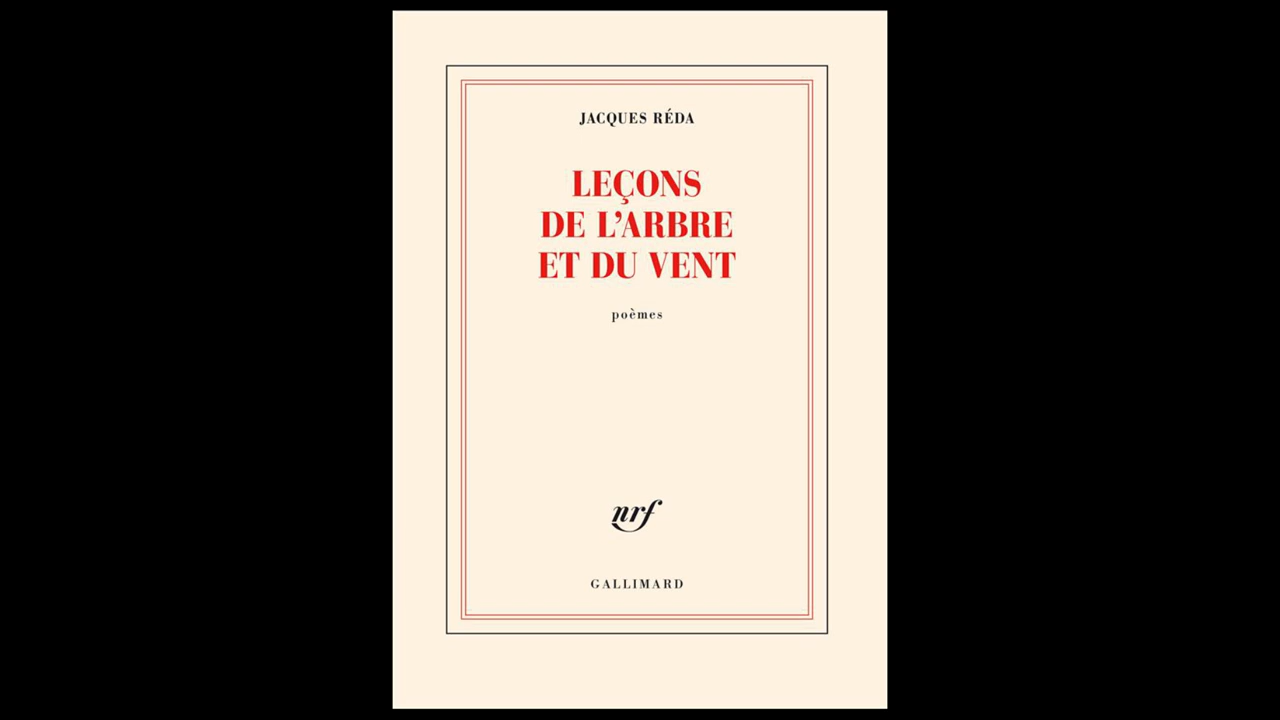 JACQUES RÉDA
LEÇONS
DE L’ARBRE
ET DU VENT
poèmes
nrf
GALLIMARD